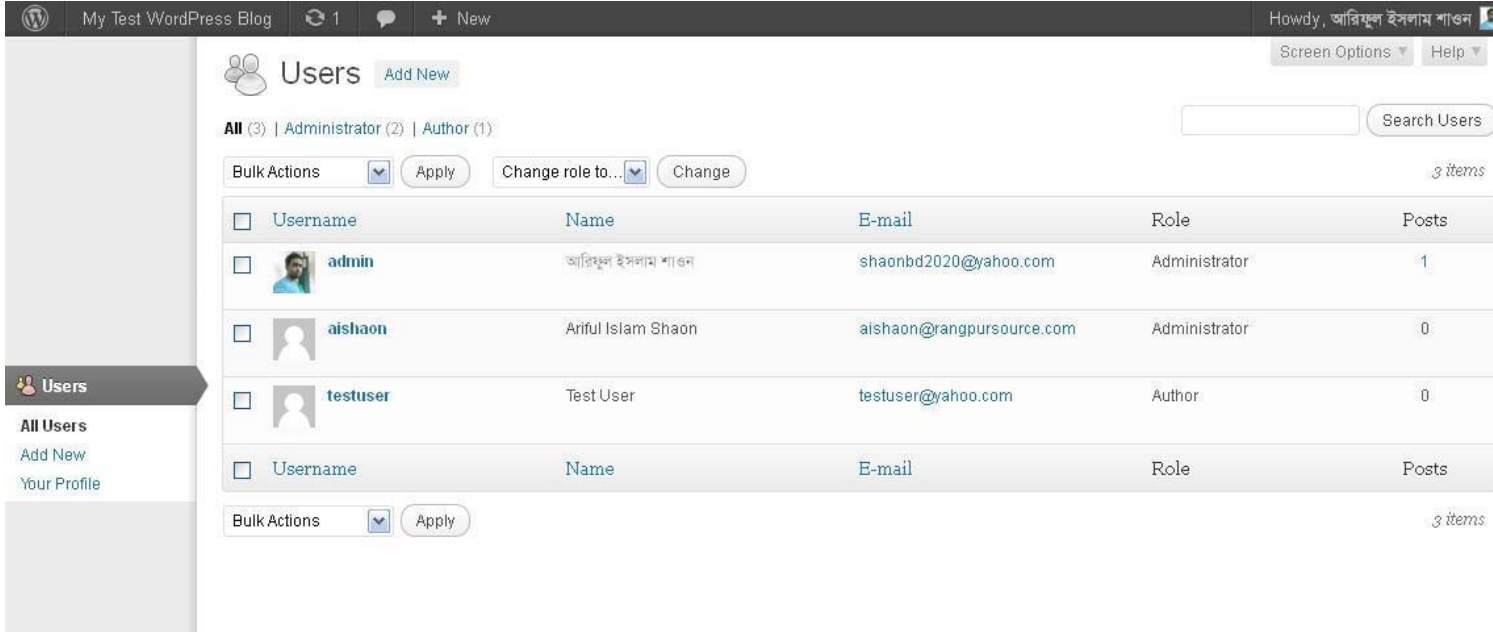 My Test WordPress Blog 1 + New Howdy, আরিফুল ইসলাম শাওন
Screen Options Help
Users Add New
All (3) | Administrator (2) | Author (1)
Search Users
Bulk Actions Apply Change role to... Change 3 items
Username Name E-mail Role Posts
admin আরিফুল ইসলাম শাওন shaonbd2020@yahoo.com Administrator 1
aishaon Ariful Islam Shaon aishaon@rangpursource.com Administrator 0
Users
testuser Test User testuser@yahoo.com Author 0
All Users
Add New
Your Profile
Username Name E-mail Role Posts
Bulk Actions Apply 3 items